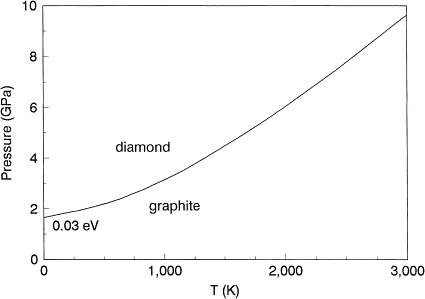 10
8
6
4
2
0
Pressure (GPa)
diamond
graphite
0.03 eV
0
1,000
2,000
3,000
T (K)